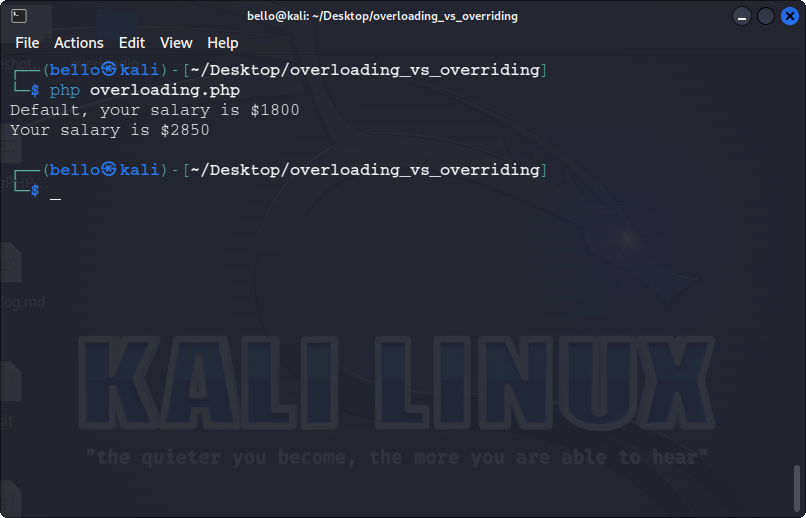 bello@kali: ~/Desktop/overloading_vs_overriding
File Actions Edit View Help
┌──(bello㉿kali)-[~/Desktop/overloading_vs_overriding]
└─$ php overloading.php
Default, your salary is $1800
Your salary is $2850
┌──(bello㉿kali)-[~/Desktop/overloading_vs_overriding]
└─$ _
dog.md
KALI LINUX
"the quieter you become, the more you are able to hear"